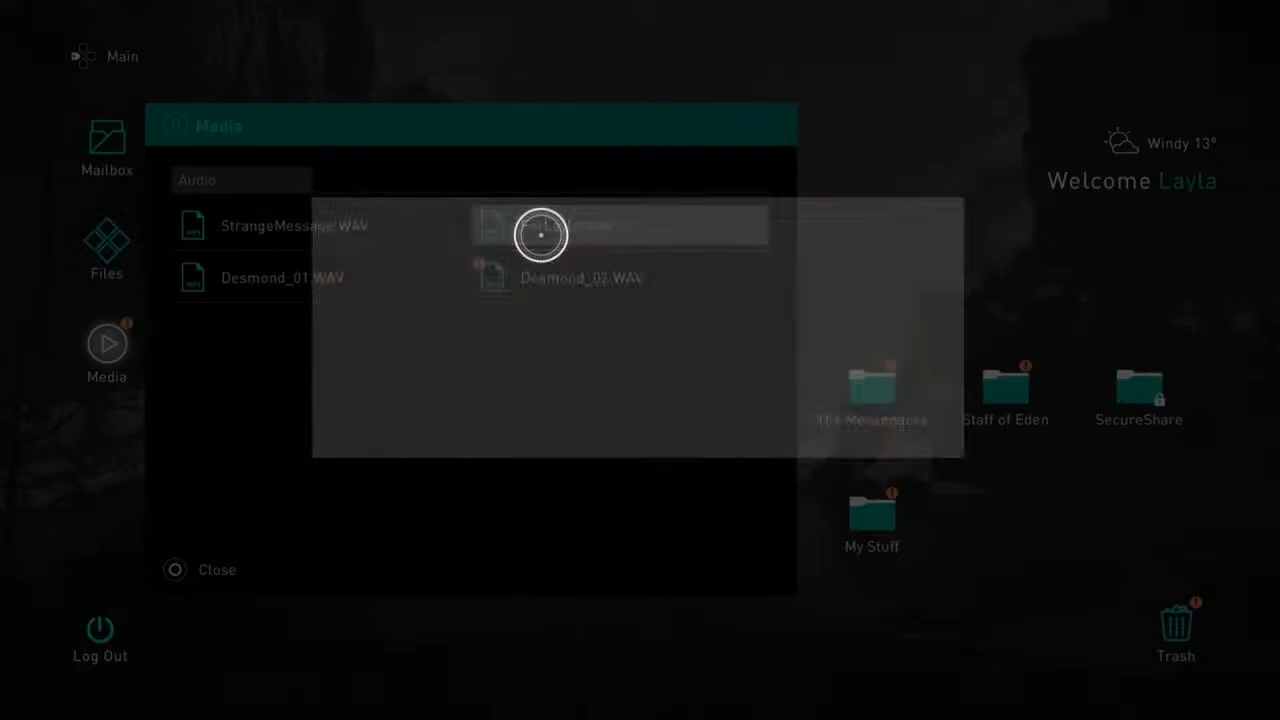 Main
Media
Mailbox
Windy 13°
Welcome Layla
Audio
StrangeMessage.WAV
Desmond_01.WAV
Desmond_02.WAV
Files
Media
Staff of Eden
SecureShare
My Stuff
Close
Log Out
Trash